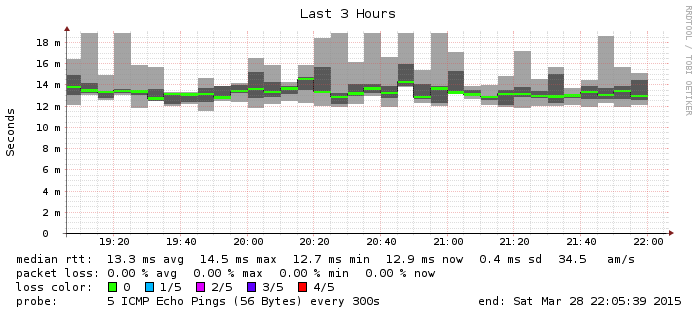 Last 3 Hours
RRDTOOL / TOBI OETIKER
Seconds
18 m
16 m
14 m
12 m
10 m
8 m
6 m
4 m
2 m
0
19:20 19:40 20:00 20:20 20:40 21:00 21:20 21:40 22:00
median rtt: 13.3 ms avg 14.5 ms max 12.7 ms min 12.9 ms now 0.4 ms sd 34.5 am/s
packet loss: 0.00 % avg 0.00 % max 0.00 % min 0.00 % now
loss color: 0 1/5 2/5 3/5 4/5
probe: 5 ICMP Echo Pings (56 Bytes) every 300s end: Sat Mar 28 22:05:39 2015